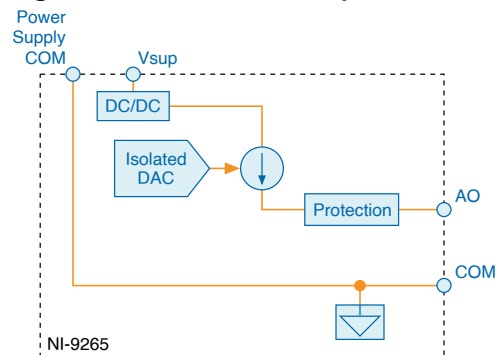 Power
Supply
COM
Vsup
DC/DC
Isolated
DAC
Protection
AO
COM
NI-9265